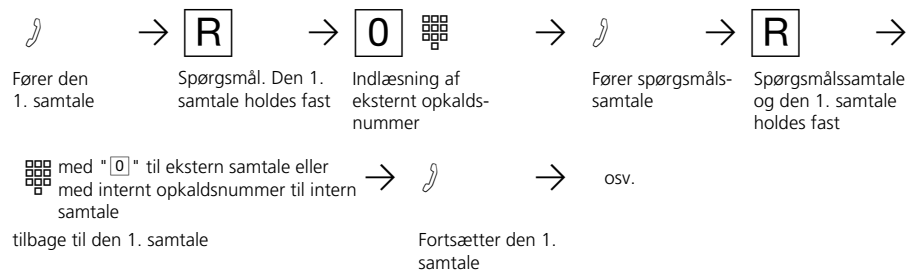 R
0
Fører den
1. samtale
Spørgsmål. Den 1.
samtale holdes fast
Indlæsning af
eksternt opkalds-
nummer
Fører spørgsmåls-
samtale
R
Spørgsmålssamtale
og den 1. samtale
holdes fast
med "0" til ekstern samtale eller
med internt opkaldsnummer til intern
samtale
tilbage til den 1. samtale
Fortsætter den 1.
samtale
osv.